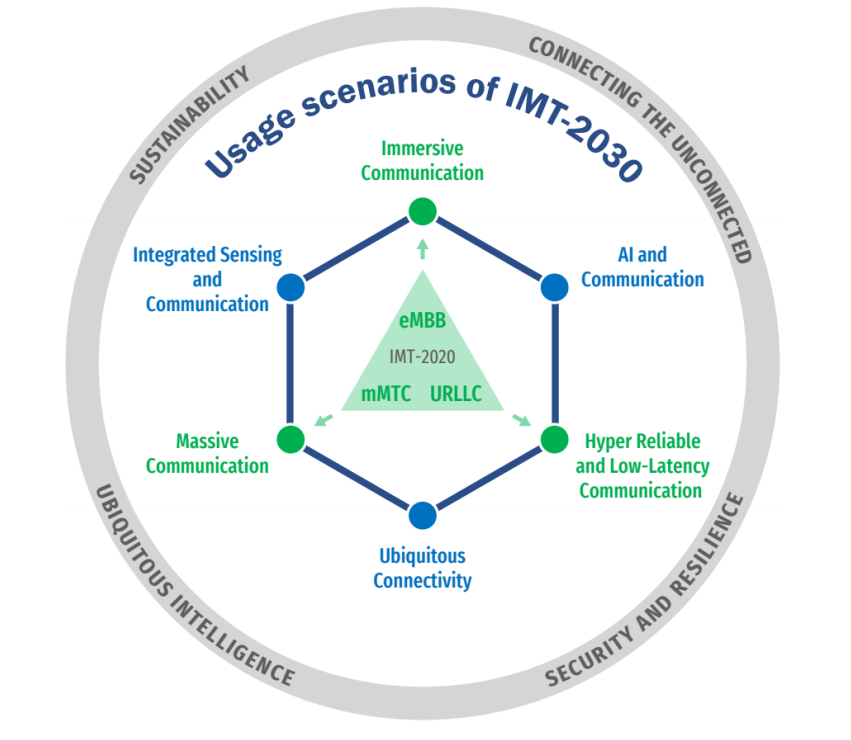 SUSTAINABILITY
CONNECTING THE UNCONNECTED
Usage scenarios of IMT-2030
Immersive
Communication
Integrated Sensing
and
Communication
AI and
Communication
eMBB
IMT-2020
mMTC URLLC
Massive
Communication
Hyper Reliable
and Low-Latency
Communication
Ubiquitous
Connectivity
UBIQUITOUS INTELLIGENCE
SECURITY AND RESILIENCE